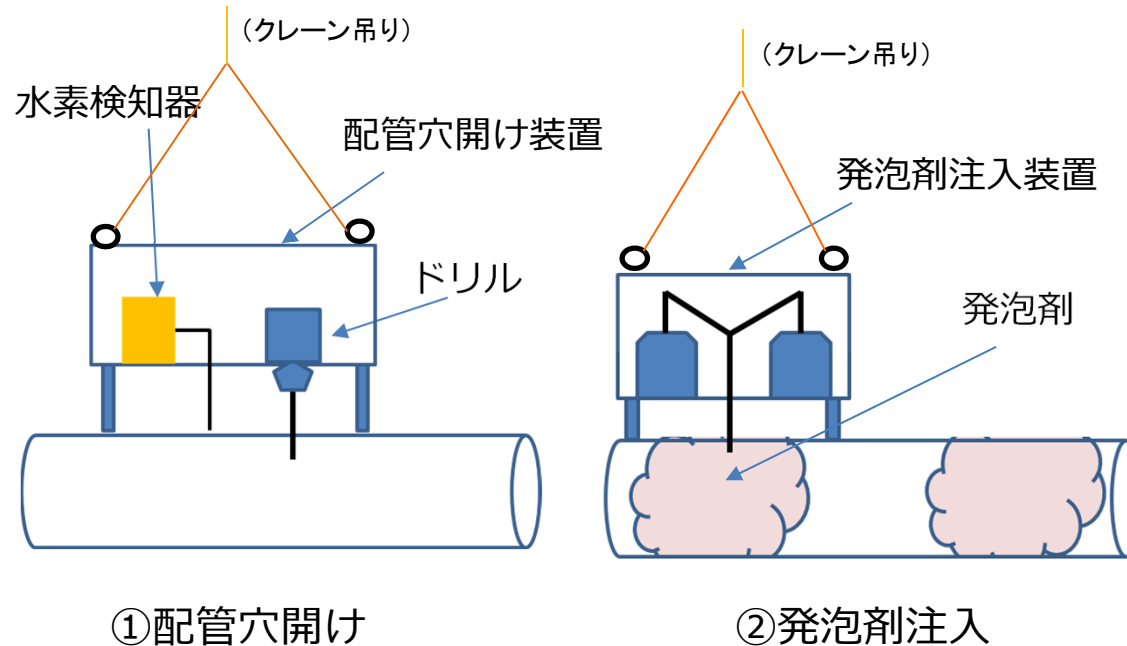 （クレーン吊り）
水素検知器
配管穴開け装置
ドリル
①配管穴開け
（クレーン吊り）
発泡剤注入装置
発泡剤
②発泡剤注入